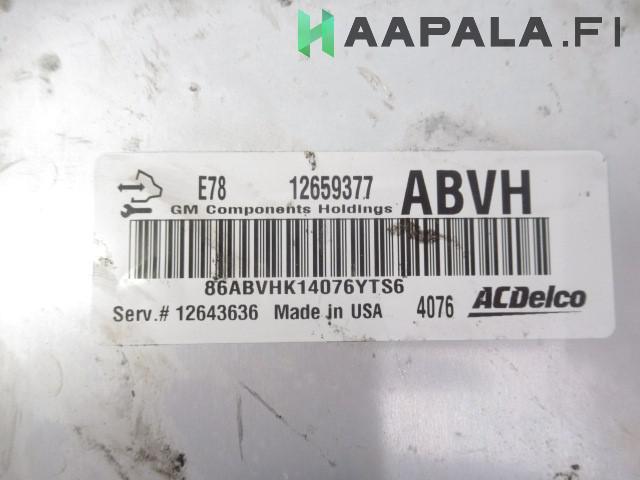 HAAPALA.FI
E78 12659377 ABVH
GM Components Holdings
86ABVHK14076YTS6
Serv.# 12643636 Made in USA 4076 ACDelco